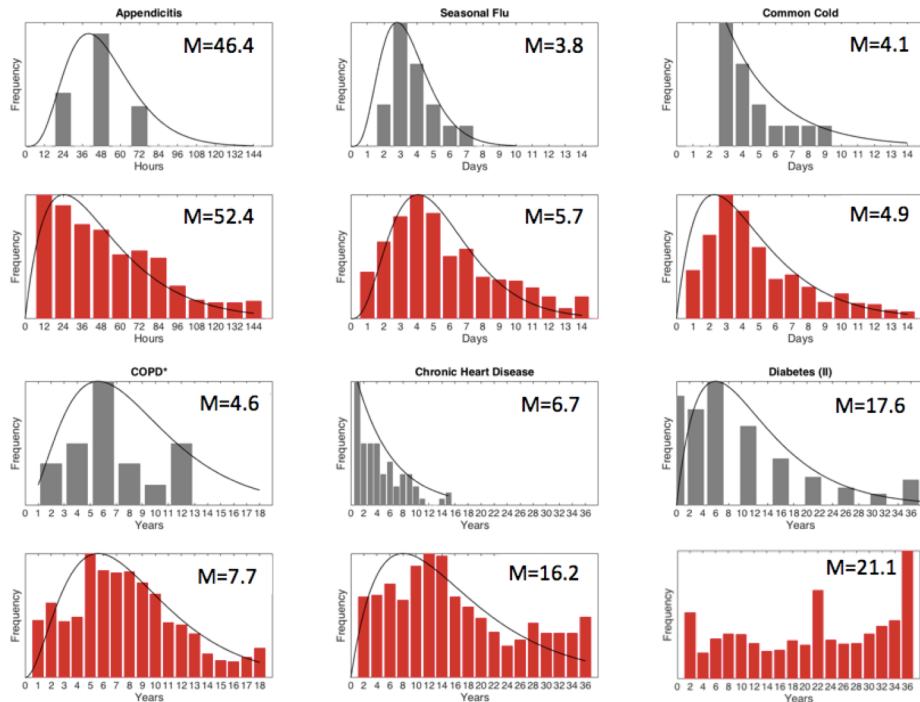 Appendicitis
M=46.4
Frequency
0 12 24 36 48 60 72 84 96 108 120 132 144
Hours
Seasonal Flu
M=3.8
Frequency
0 1 2 3 4 5 6 7 8 9 10 11 12 13 14
Days
Common Cold
M=4.1
Frequency
0 1 2 3 4 5 6 7 8 9 10 11 12 13 14
Days
M=52.4
Frequency
0 12 24 36 48 60 72 84 96 108 120 132 144
Hours
M=5.7
Frequency
0 1 2 3 4 5 6 7 8 9 10 11 12 13 14
Days
M=4.9
Frequency
0 1 2 3 4 5 6 7 8 9 10 11 12 13 14
Days
COPD*
M=4.6
Frequency
0 1 2 3 4 5 6 7 8 9 10 11 12 13 14 15 16 17 18
Years
Chronic Heart Disease
M=6.7
Frequency
0 2 4 6 8 10 12 14 16 18 20 22 24 26 28 30 32 34 36
Years
Diabetes (II)
M=17.6
Frequency
0 2 4 6 8 10 12 14 16 18 20 22 24 26 28 30 32 34 36
Years
M=7.7
Frequency
0 1 2 3 4 5 6 7 8 9 10 11 12 13 14 15 16 17 18
Years
M=16.2
Frequency
0 2 4 6 8 10 12 14 16 18 20 22 24 26 28 30 32 34 36
Years
M=21.1
Frequency
0 2 4 6 8 10 12 14 16 18 20 22 24 26 28 30 32 34 36
Years